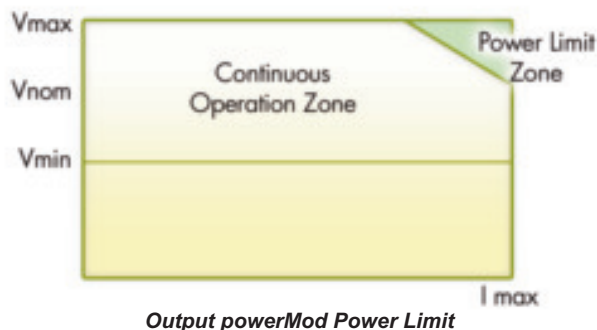 Vmax
Power Limit
Zone
Continuous
Operation Zone
Vnom
Vmin
I max
Output powerMod Power Limit